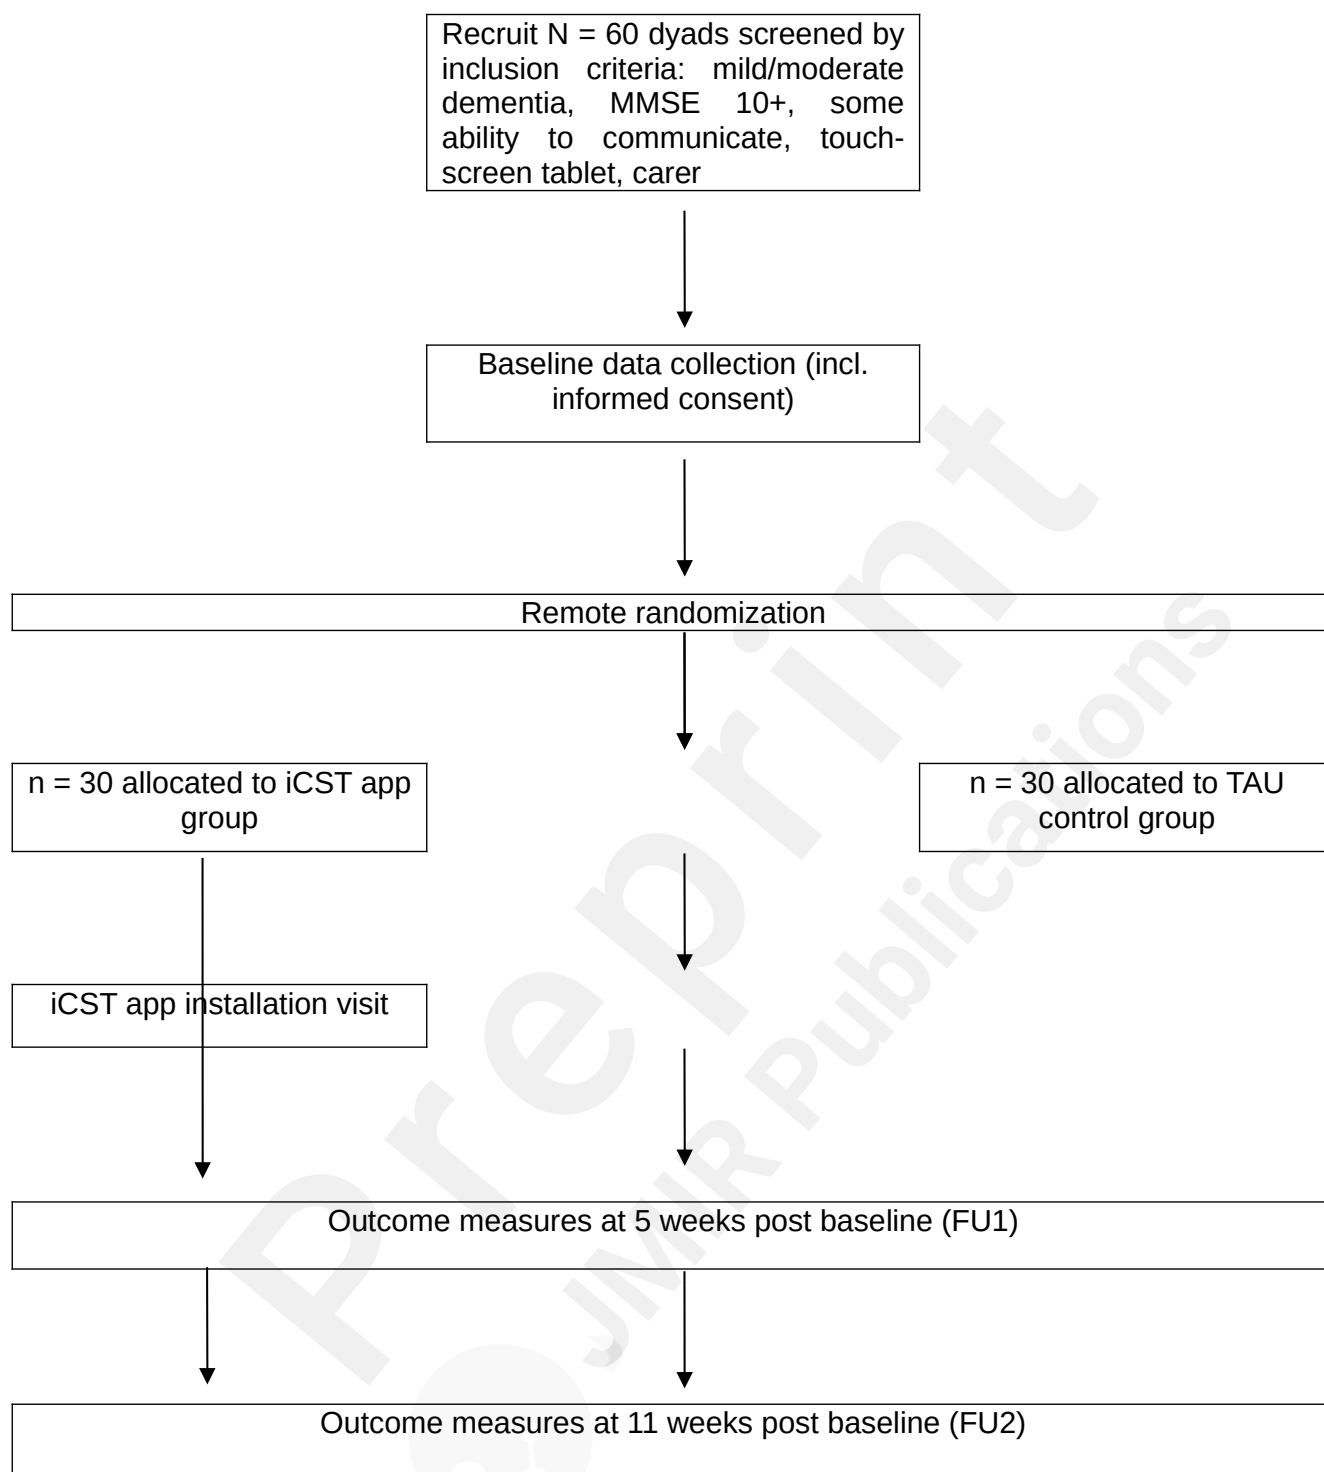 Recruit N = 60 dyads screened by
inclusion criteria: mild/moderate
dementia, MMSE 10+, some
ability to communicate, touch-
screen tablet, carer
Baseline data collection (incl.
informed consent)
Remote randomization
n = 30 allocated to iCST app
group
n = 30 allocated to TAU
control group
iCST app installation visit
Outcome measures at 5 weeks post baseline (FU1)
Outcome measures at 11 weeks post baseline (FU2)
Preprint
JMIR Publications